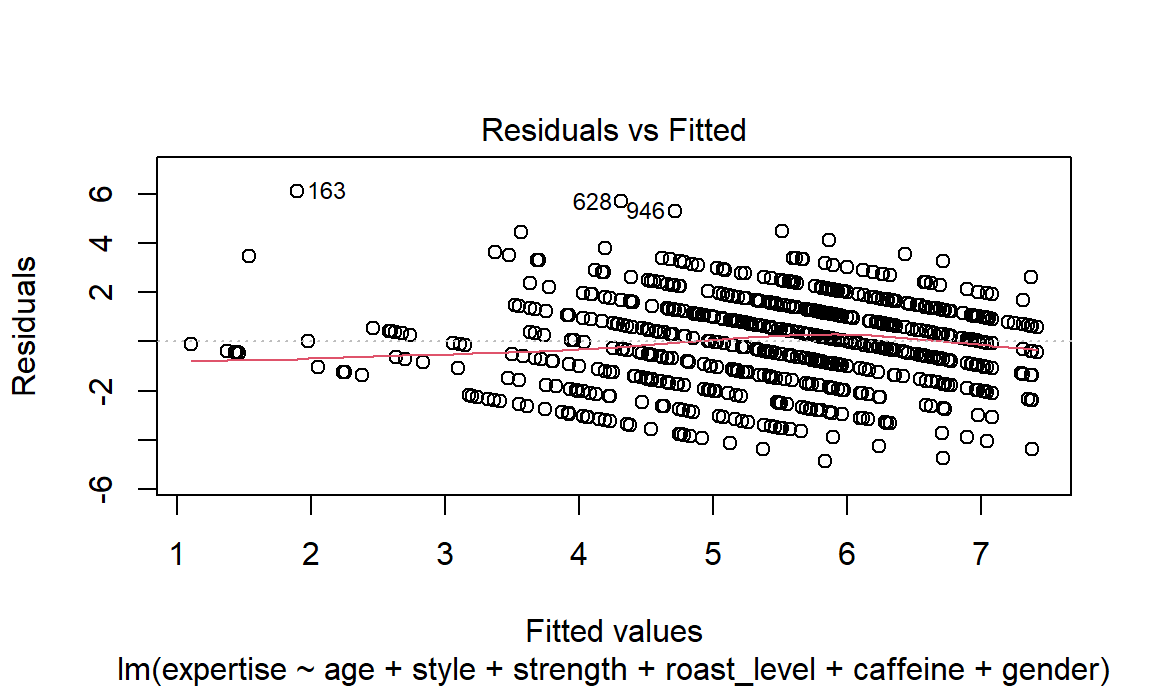 Residuals vs Fitted
Residuals
6
4
2
-2
-6
163
628
946
1 2 3 4 5 6 7
Fitted values
lm(expertise ~ age + style + strength + roast_level + caffeine + gender)